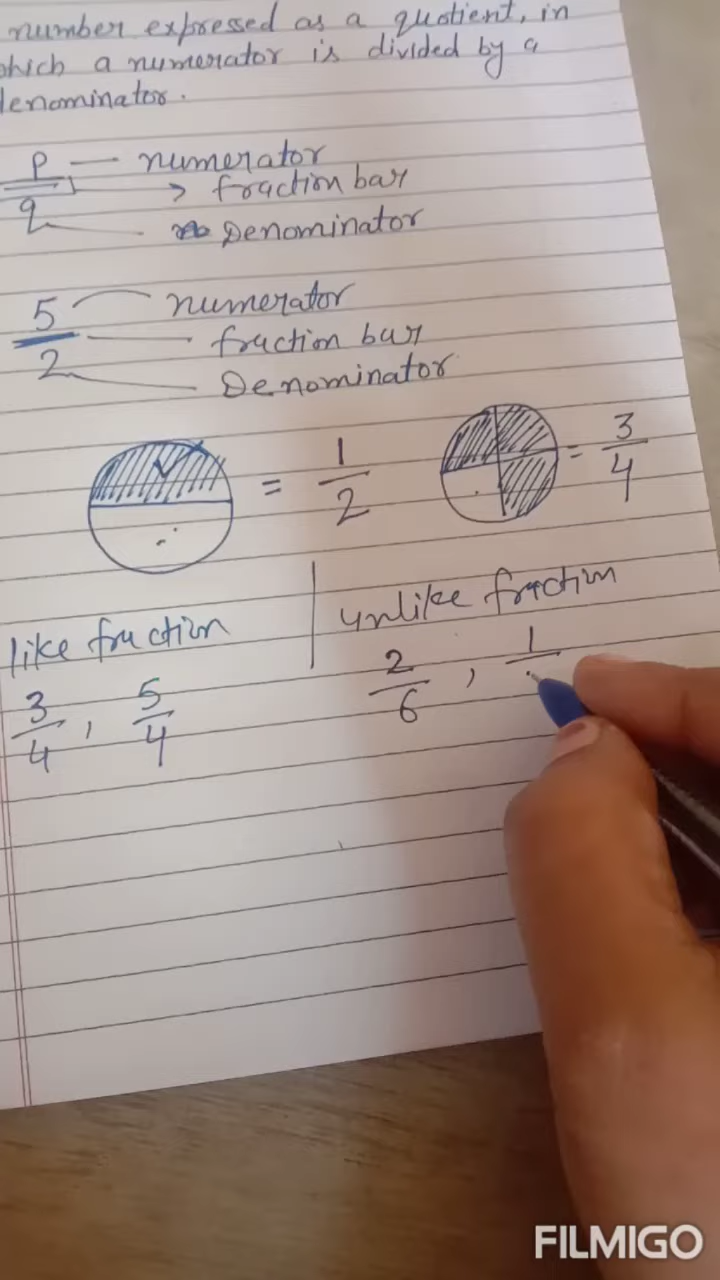 number expressed as a quotient, in
which a numerator is divided by a
denominator.
p — numerator
> fraction bar
q Denominator
5 numerator
fraction bar
2 Denominator
= 1/2 = 3/4
like fraction unlike fraction
3/4, 5/4 2/6, 1
FILMIGO